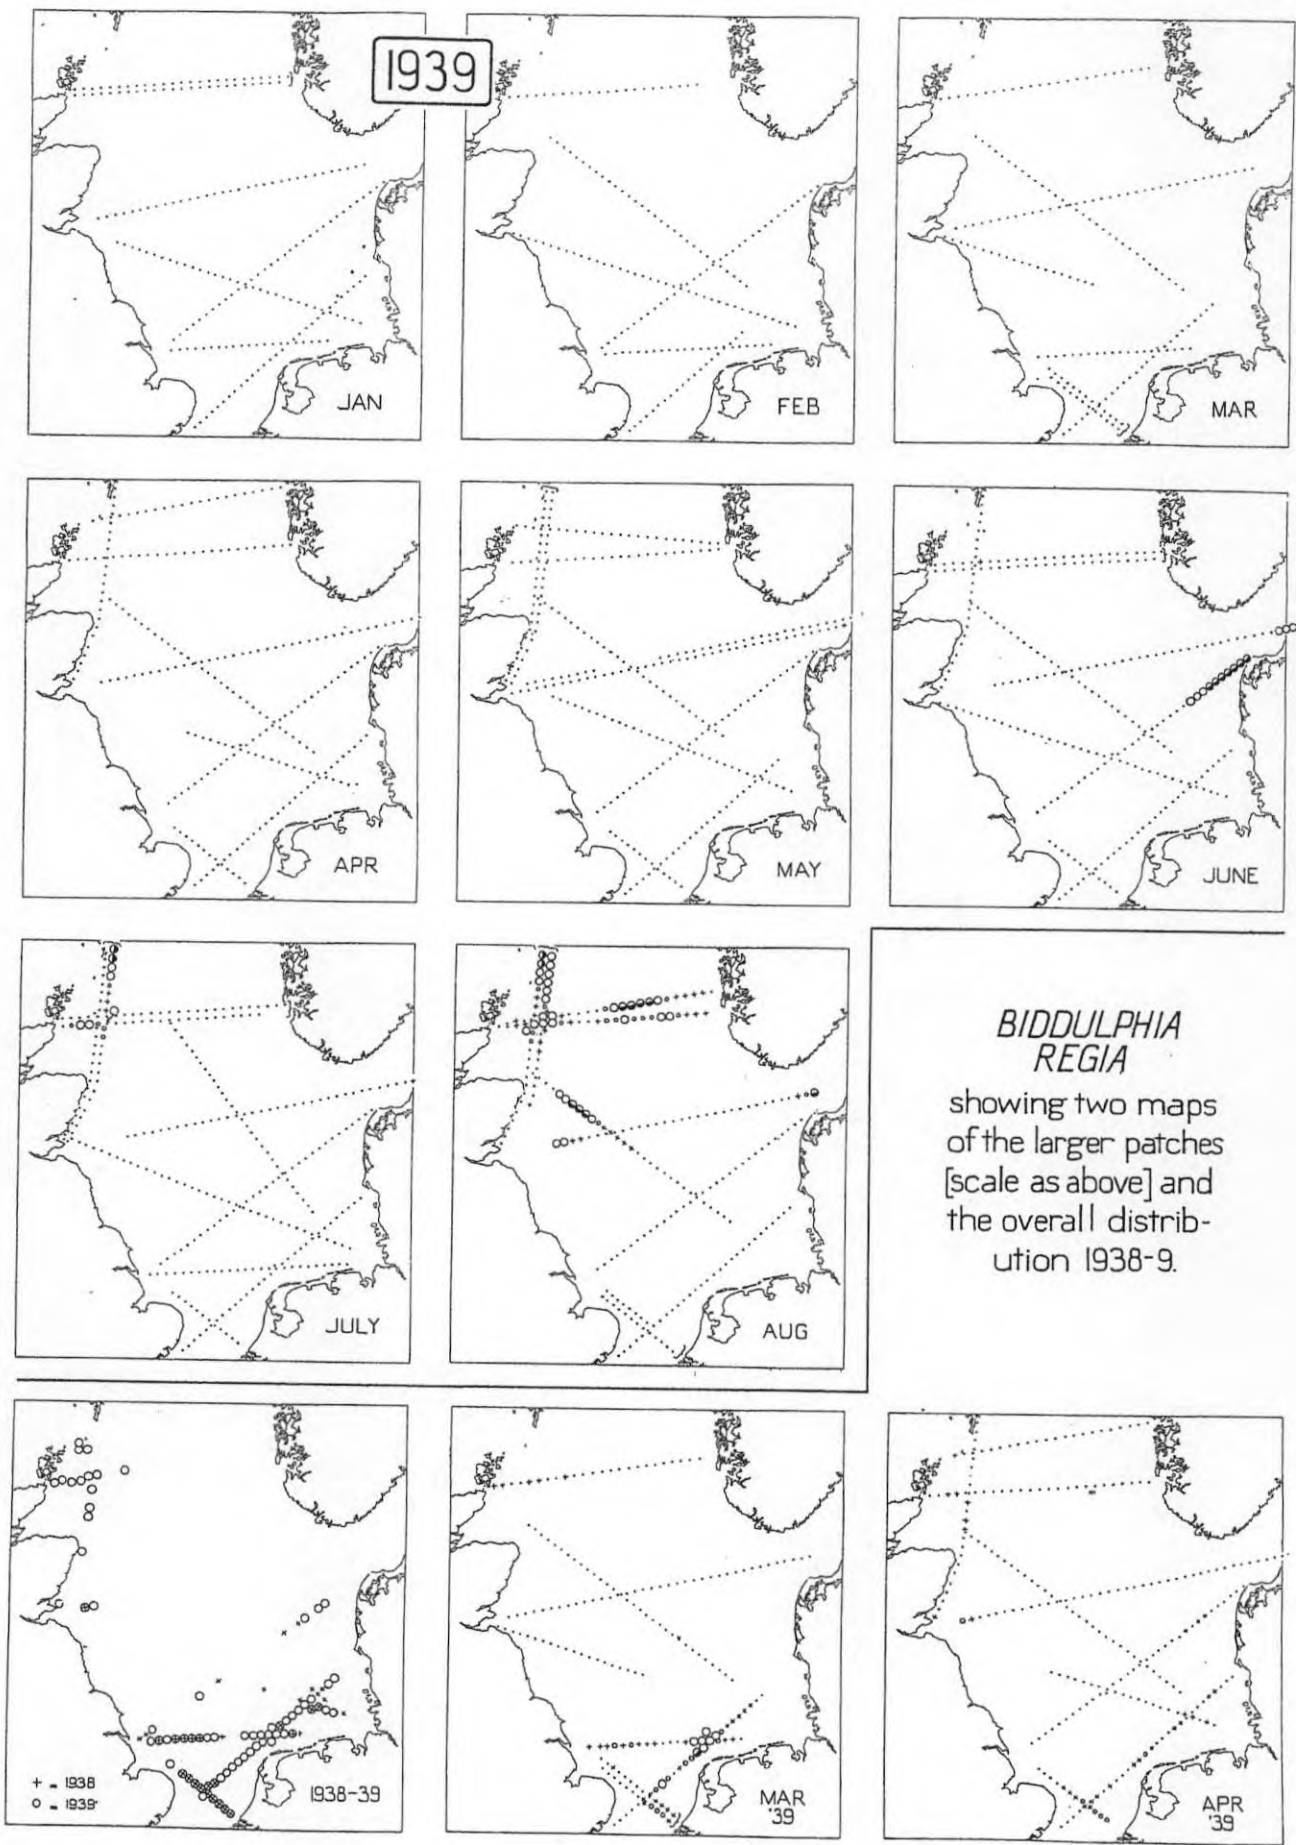 1939
JAN
FEB
MAR
APR
MAY
JUNE
JULY
AUG
BIDDULPHIA
REGIA
showing two maps
of the larger patches
[scale as above] and
the overall distrib-
ution 1938-9.
+ = 1938
o = 1939
1938-39
MAR
'39
APR
'39